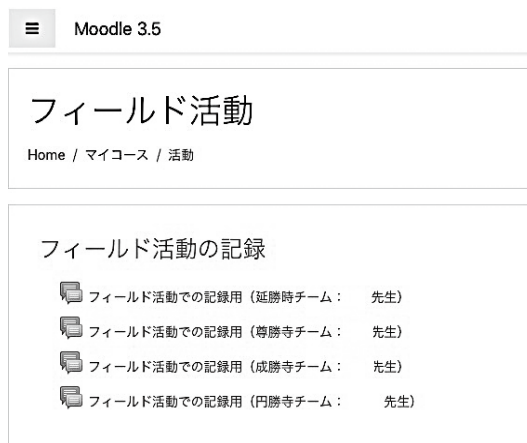 ≡ Moodle 3.5
フィールド活動
Home / マイコース / 活動
フィールド活動の記録
フィールド活動での記録用（延勝時チーム： 先生）
フィールド活動での記録用（尊勝寺チーム： 先生）
フィールド活動での記録用（成勝寺チーム： 先生）
フィールド活動での記録用（円勝寺チーム： 先生）